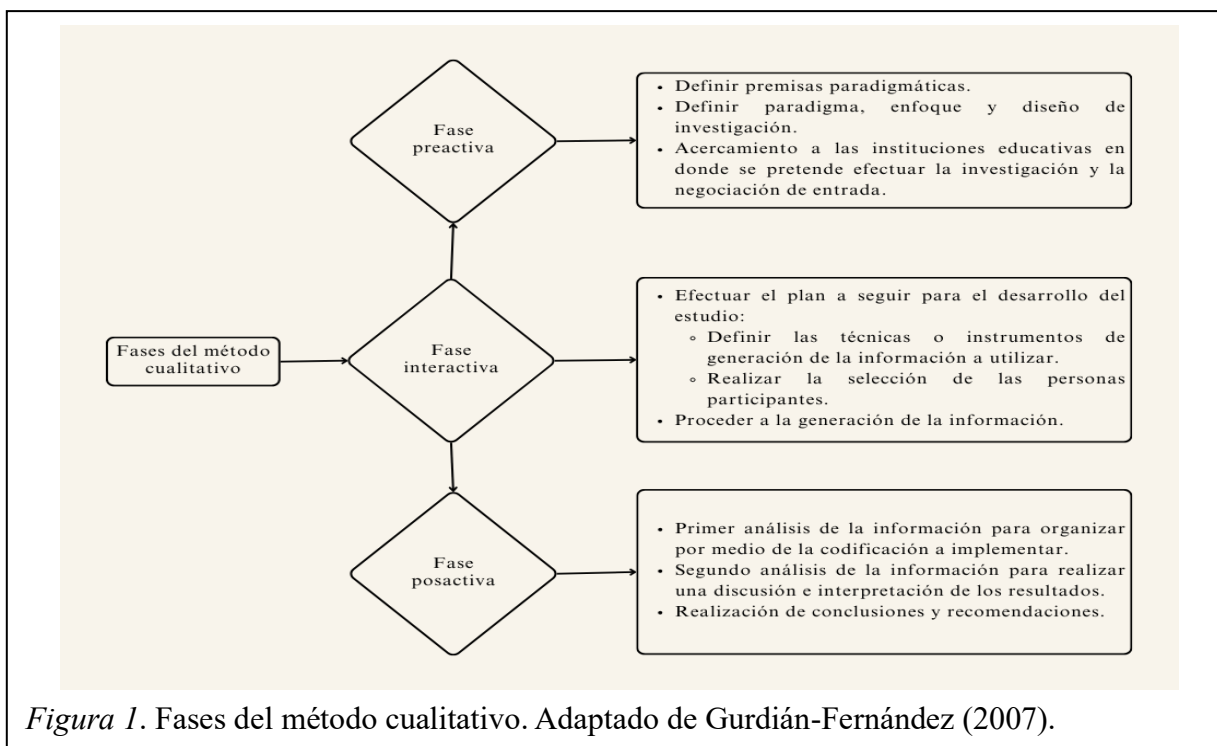 Fase
preactiva
• Definir premisas paradigmáticas.
• Definir paradigma, enfoque y diseño de
investigación.
• Acercamiento a las instituciones educativas en
donde se pretende efectuar la investigación y la
negociación de entrada.
Fases del método
cualitativo
Fase
interactiva
• Efectuar el plan a seguir para el desarrollo del
estudio:
◦ Definir las técnicas o instrumentos de
generación de la información a utilizar.
◦ Realizar la selección de las personas
participantes.
• Proceder a la generación de la información.
Fase
posactiva
• Primer análisis de la información para organizar
por medio de la codificación a implementar.
• Segundo análisis de la información para realizar
una discusión e interpretación de los resultados.
• Realización de conclusiones y recomendaciones.
Figura 1. Fases del método cualitativo. Adaptado de Gurdián-Fernández (2007).